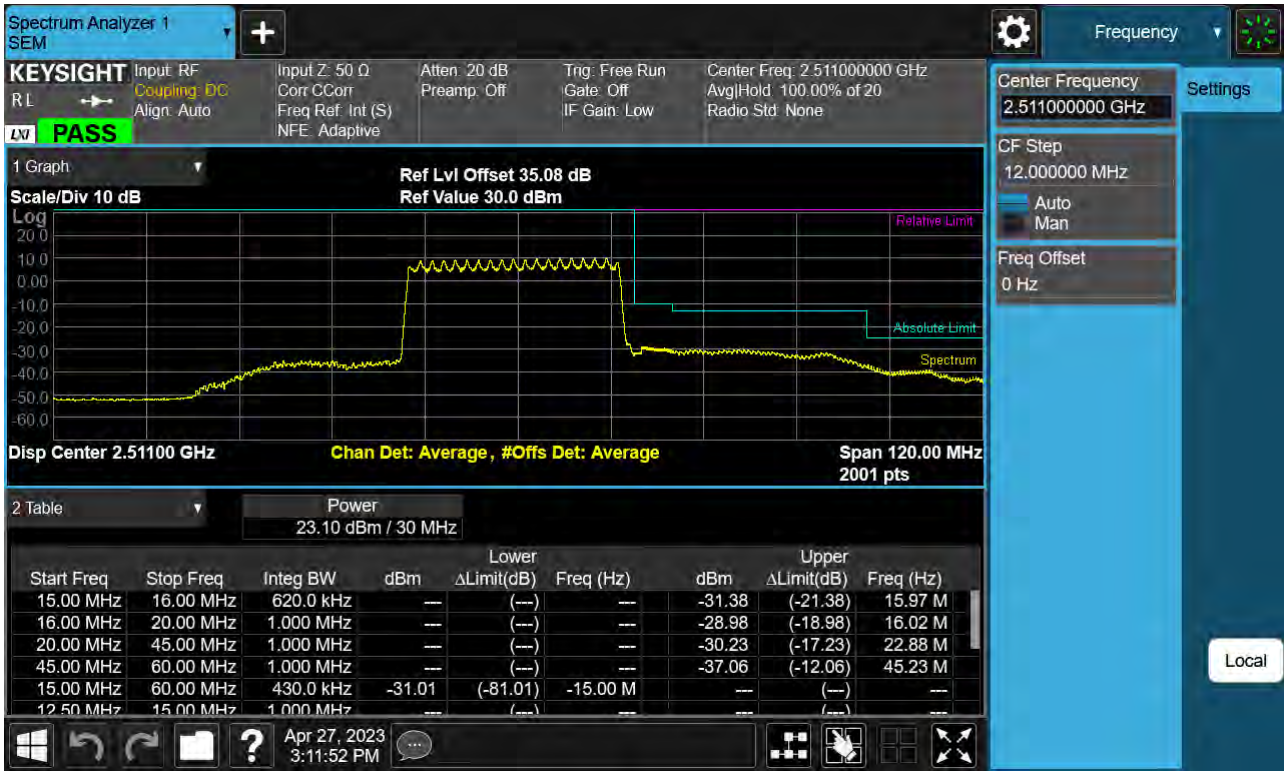 Spectrum Analyzer 1
SEM
Frequency
KEYSIGHT
Input: RF
Coupling: DC
Align: Auto
Input Z: 50 Ω
Corr CCorr
Freq Ref: Int (S)
NFE: Adaptive
Atten: 20 dB
Preamp: Off
Trig: Free Run
Gate: Off
IF Gain: Low
Center Freq: 2.511000000 GHz
Avg|Hold: 100.00% of 20
Radio Std: None
R L
LXI
PASS
Center Frequency
2.511000000 GHz
Settings
CF Step
12.000000 MHz
Auto
Man
Freq Offset
0 Hz
Local
1 Graph
Ref Lvl Offset 35.08 dB
Scale/Div 10 dB
Ref Value 30.0 dBm
Log
20.0
10.0
0.00
-10.0
-20.0
-30.0
-40.0
-50.0
-60.0
Relative Limit
Absolute Limit
Spectrum
Disp Center 2.51100 GHz
Chan Det: Average , #Offs Det: Average
Span 120.00 MHz
2001 pts
2 Table
Power
23.10 dBm / 30 MHz
Lower Upper
Start Freq Stop Freq Integ BW dBm ΔLimit(dB) Freq (Hz) dBm ΔLimit(dB) Freq (Hz)
15.00 MHz 16.00 MHz 620.0 kHz --- (---) --- -31.38 (-21.38) 15.97 M
16.00 MHz 20.00 MHz 1.000 MHz --- (---) --- -28.98 (-18.98) 16.02 M
20.00 MHz 45.00 MHz 1.000 MHz --- (---) --- -30.23 (-17.23) 22.88 M
45.00 MHz 60.00 MHz 1.000 MHz --- (---) --- -37.06 (-12.06) 45.23 M
15.00 MHz 60.00 MHz 430.0 kHz -31.01 (-81.01) -15.00 M --- (---) ---
12.50 MHz 15.00 MHz 1.000 MHz --- (---) --- --- (---) ---
Apr 27, 2023
3:11:52 PM